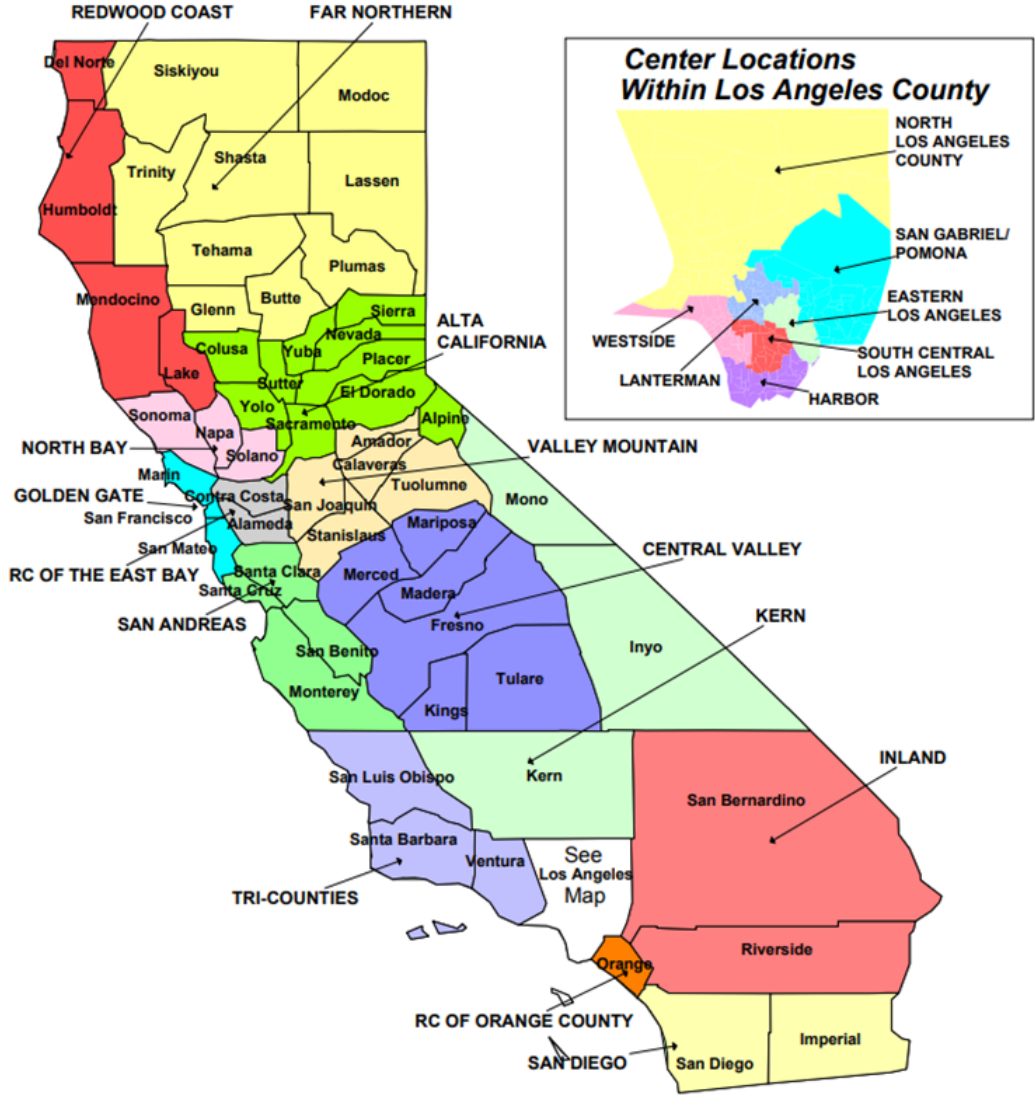 REDWOOD COAST
FAR NORTHERN
Del Norte
Siskiyou
Modoc
Trinity
Shasta
Lassen
Humboldt
Tehama
Plumas
Mendocino
Glenn
Butte
Sierra
Nevada
Colusa
Yuba
Placer
Lake
Sutter
El Dorado
ALTA
CALIFORNIA
Sonoma
Yolo
Sacramento
Alpine
Napa
Amador
NORTH BAY
Solano
Calaveras
VALLEY MOUNTAIN
Marin
Tuolumne
Mono
GOLDEN GATE
Contra Costa
San Joaquin
San Francisco
Alameda
Mariposa
Stanislaus
San Mateo
CENTRAL VALLEY
RC OF THE EAST BAY
Santa Clara
Merced
Santa Cruz
Madera
SAN ANDREAS
Fresno
KERN
San Benito
Inyo
Monterey
Tulare
Kings
INLAND
San Luis Obispo
Kern
San Bernardino
Santa Barbara
Ventura
See
Los Angeles
Map
TRI-COUNTIES
Orange
Riverside
RC OF ORANGE COUNTY
SAN DIEGO
San Diego
Imperial
Center Locations
Within Los Angeles County
NORTH
LOS ANGELES
COUNTY
SAN GABRIEL/
POMONA
EASTERN
LOS ANGELES
WESTSIDE
SOUTH CENTRAL
LOS ANGELES
LANTERMAN
HARBOR